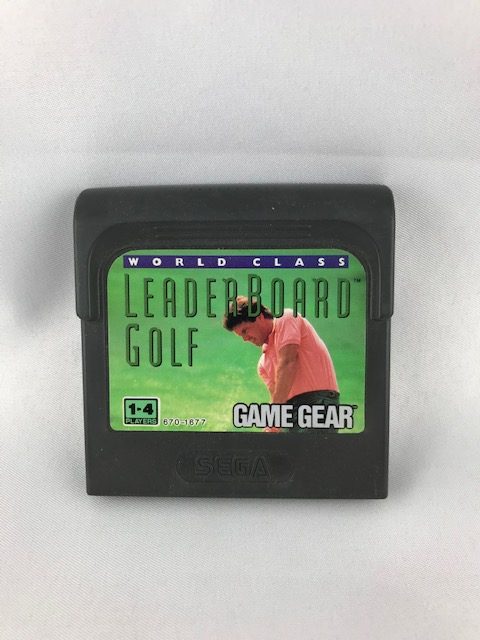 WORLD CLASS
LEADERBOARD™
GOLF
1-4
PLAYERS
670-1677
GAME GEAR™
SEGA